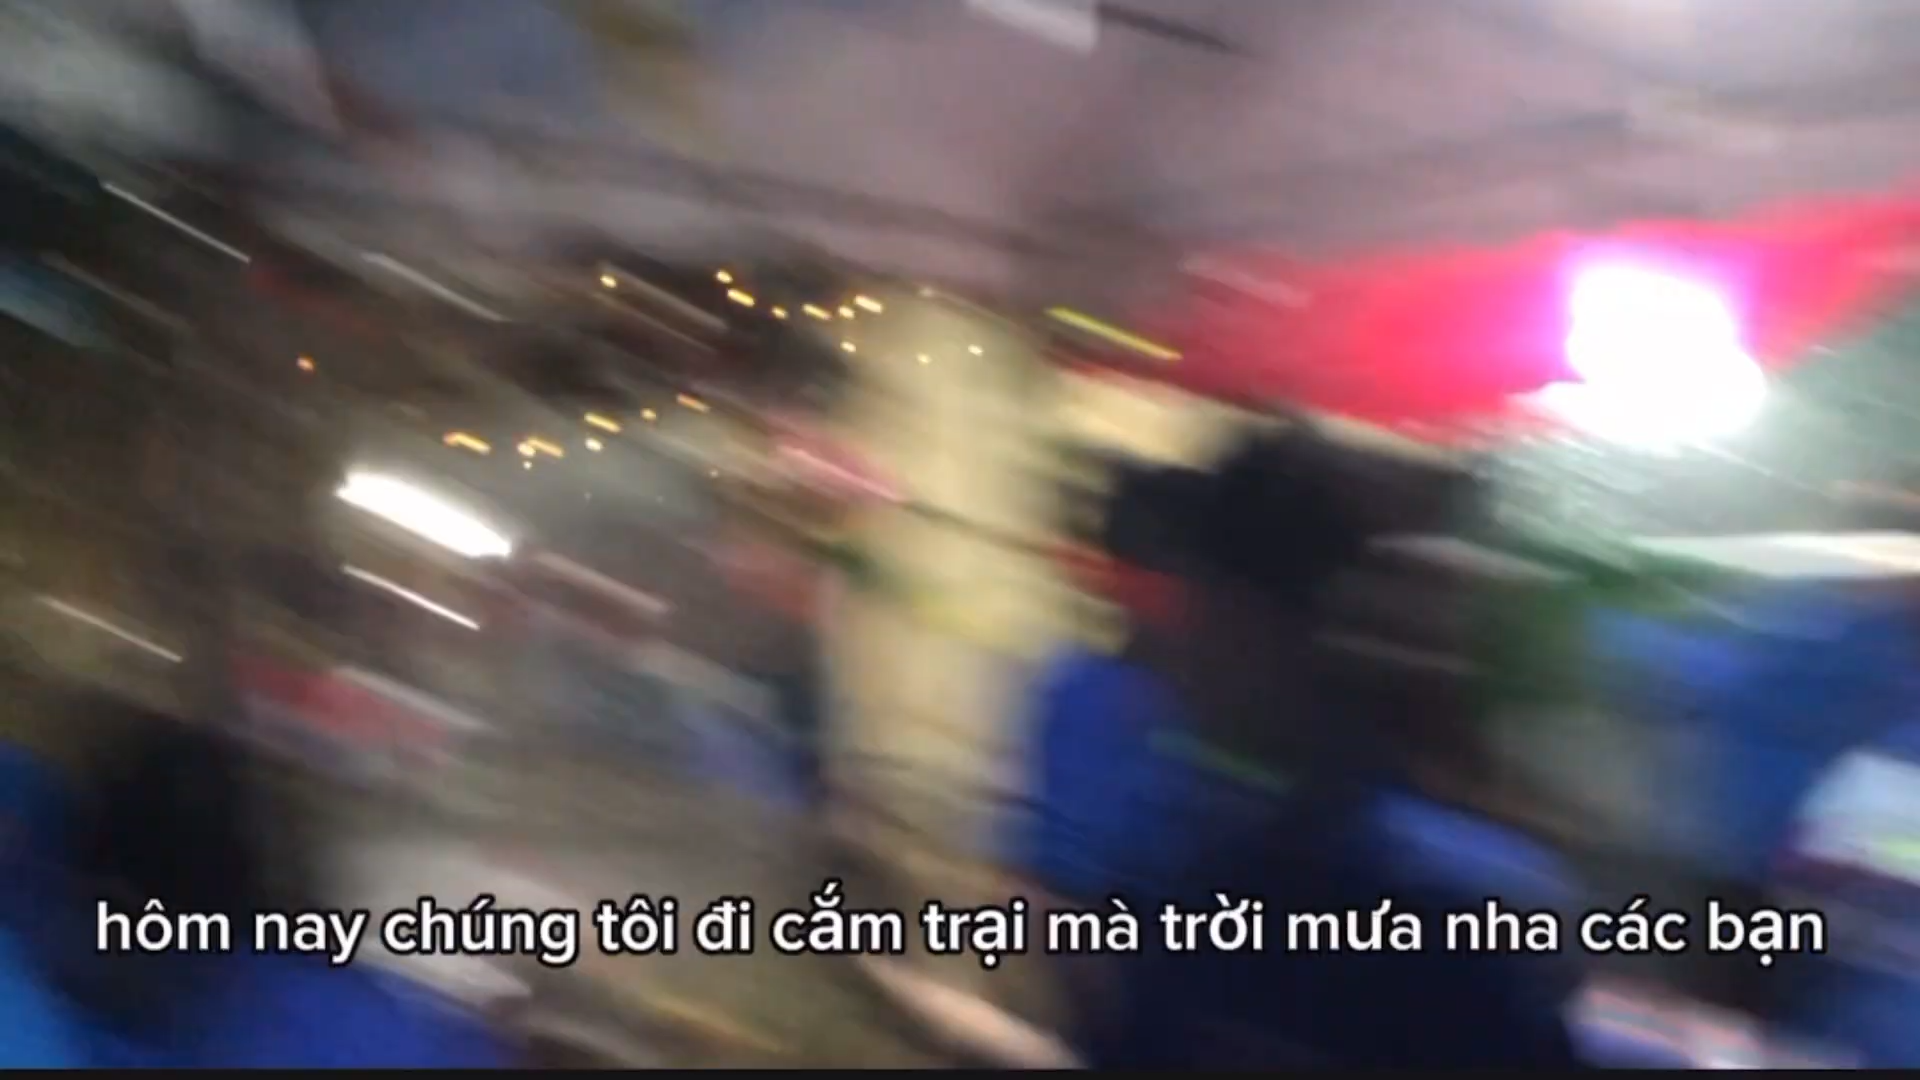 hôm nay chúng tôi đi cắm trại mà trời mưa nha các bạn